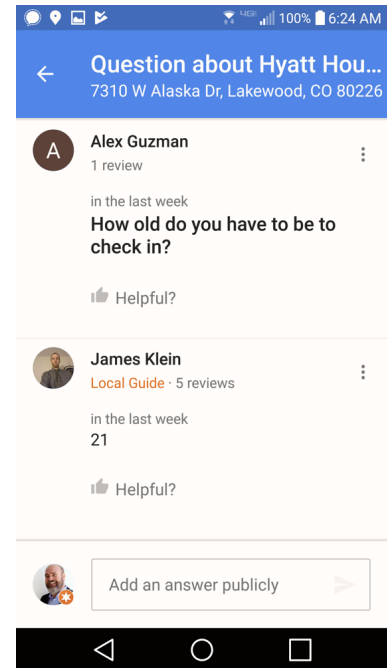 4G 100% 6:24 AM
Question about Hyatt Hou...
7310 W Alaska Dr, Lakewood, CO 80226
A
Alex Guzman
1 review
in the last week
How old do you have to be to
check in?
Helpful?
James Klein
Local Guide · 5 reviews
in the last week
21
Helpful?
Add an answer publicly